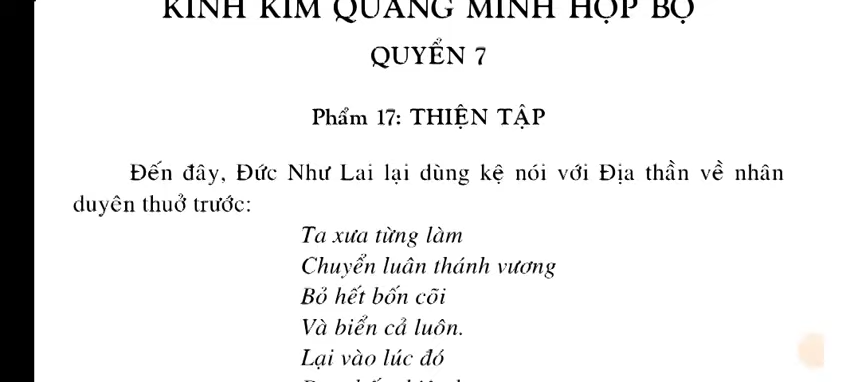 KINH KIM QUANG MINH HỢP BỘ
QUYỂN 7
Phẩm 17: THIỆN TẬP
Đến đây, Đức Như Lai lại dùng kệ nói với Địa thần về nhân
duyên thuở trước:
Ta xưa từng làm
Chuyển luân thánh vương
Bỏ hết bốn cõi
Và biển cả luôn.
Lại vào lúc đó